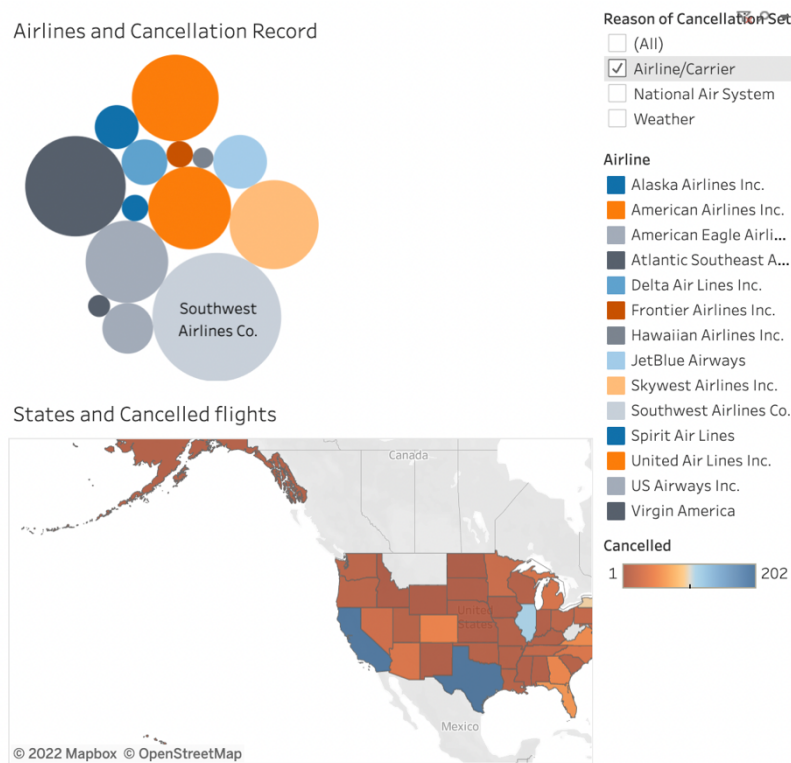 Airlines and Cancellation Record
Southwest
Airlines Co.
States and Cancelled flights
Canada
United
States
Mexico
© 2022 Mapbox © OpenStreetMap
Reason of Cancellation Set
(All)
Airline/Carrier
National Air System
Weather
Airline
Alaska Airlines Inc.
American Airlines Inc.
American Eagle Airli...
Atlantic Southeast A...
Delta Air Lines Inc.
Frontier Airlines Inc.
Hawaiian Airlines Inc.
JetBlue Airways
Skywest Airlines Inc.
Southwest Airlines Co.
Spirit Air Lines
United Air Lines Inc.
US Airways Inc.
Virgin America
Cancelled
1 202